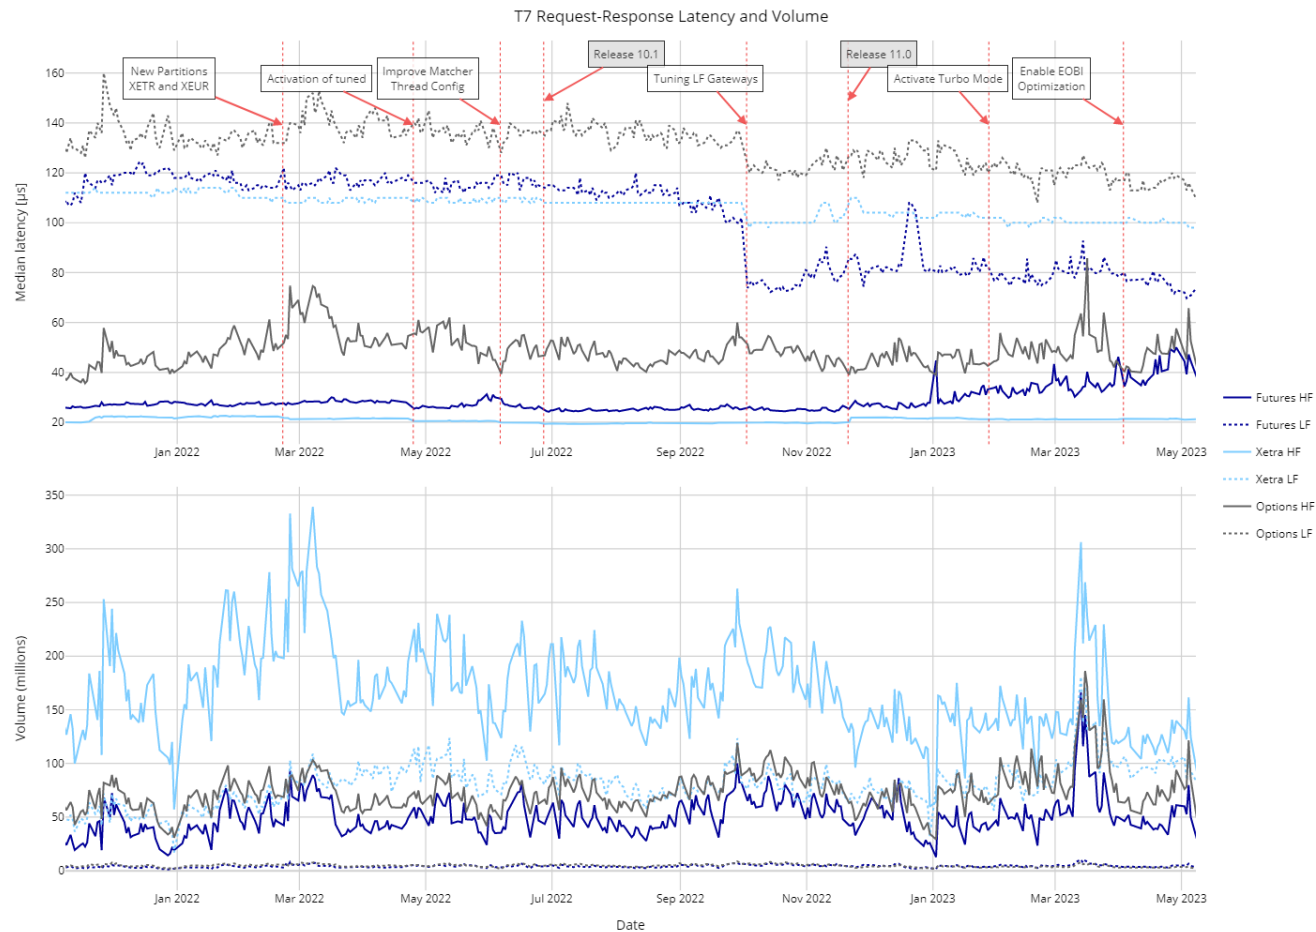 T7 Request-Response Latency and Volume
New Partitions
XETR and XEUR
Activation of tuned
Improve Matcher
Thread Config
Release 10.1
Tuning LF Gateways
Release 11.0
Activate Turbo Mode
Enable EOBI
Optimization
Median latency [µs]
160
140
120
100
80
60
40
20
Jan 2022
Mar 2022
May 2022
Jul 2022
Sep 2022
Nov 2022
Jan 2023
Mar 2023
May 2023
Futures HF
Futures LF
Xetra HF
Xetra LF
Options HF
Options LF
Volume (millions)
350
300
250
200
150
100
50
0
Jan 2022
Mar 2022
May 2022
Jul 2022
Sep 2022
Nov 2022
Jan 2023
Mar 2023
May 2023
Date